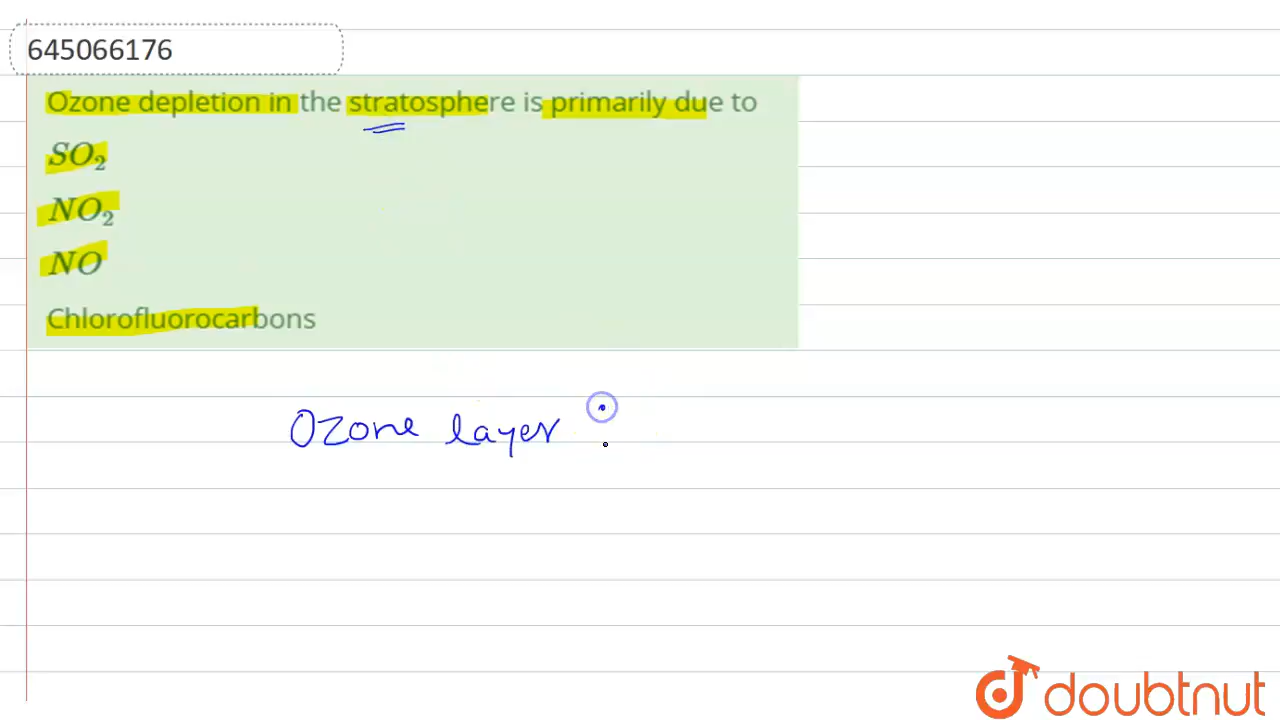 645066176
Ozone depletion in the stratosphere is primarily due to
SO₂
NO₂
NO
Chlorofluorocarbons
Ozone layer :
doubtnut